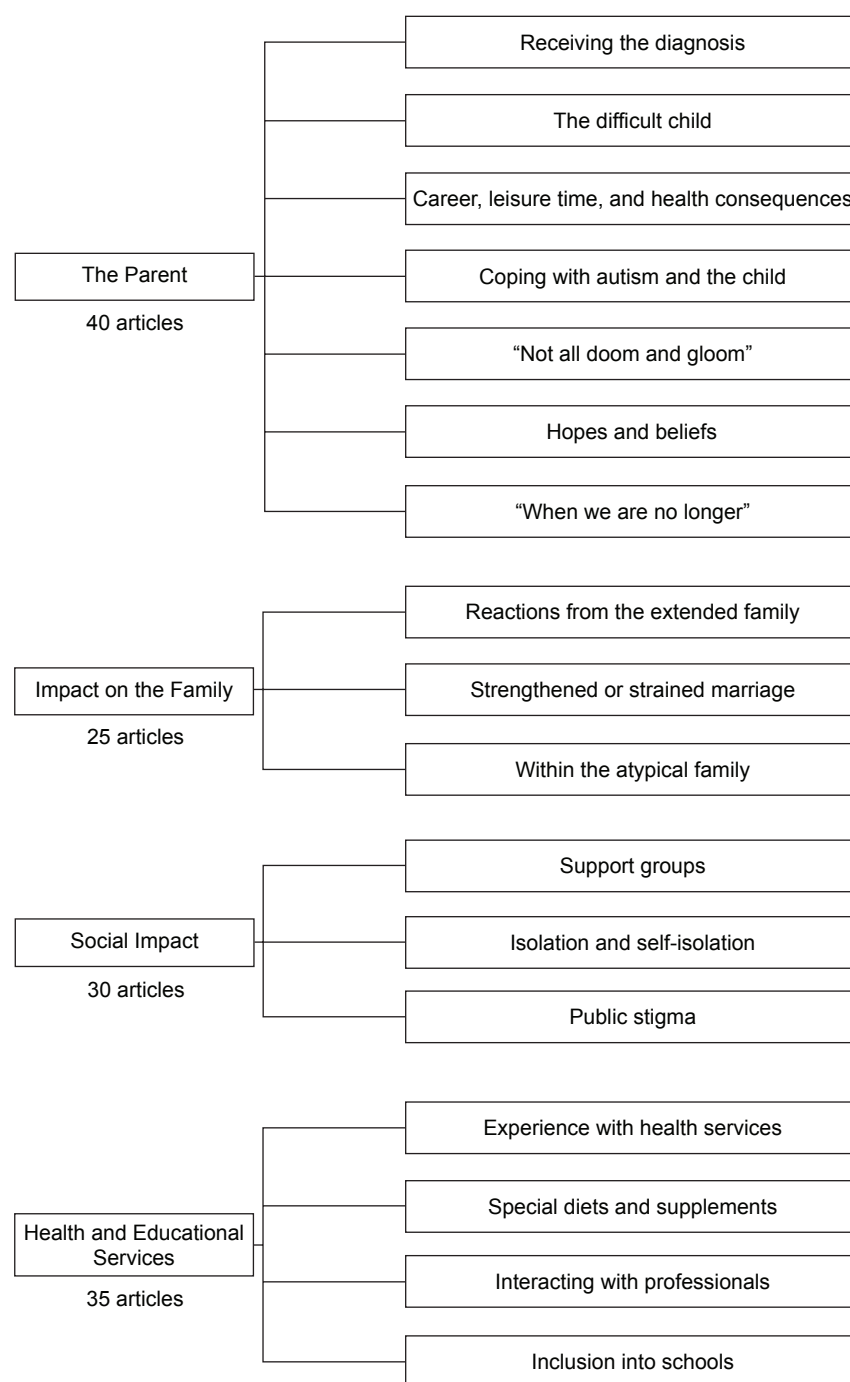 The Parent
40 articles
Receiving the diagnosis
The difficult child
Career, leisure time, and health consequences
Coping with autism and the child
“Not all doom and gloom”
Hopes and beliefs
“When we are no longer”
Impact on the Family
25 articles
Reactions from the extended family
Strengthened or strained marriage
Within the atypical family
Social Impact
30 articles
Support groups
Isolation and self-isolation
Public stigma
Health and Educational
Services
35 articles
Experience with health services
Special diets and supplements
Interacting with professionals
Inclusion into schools